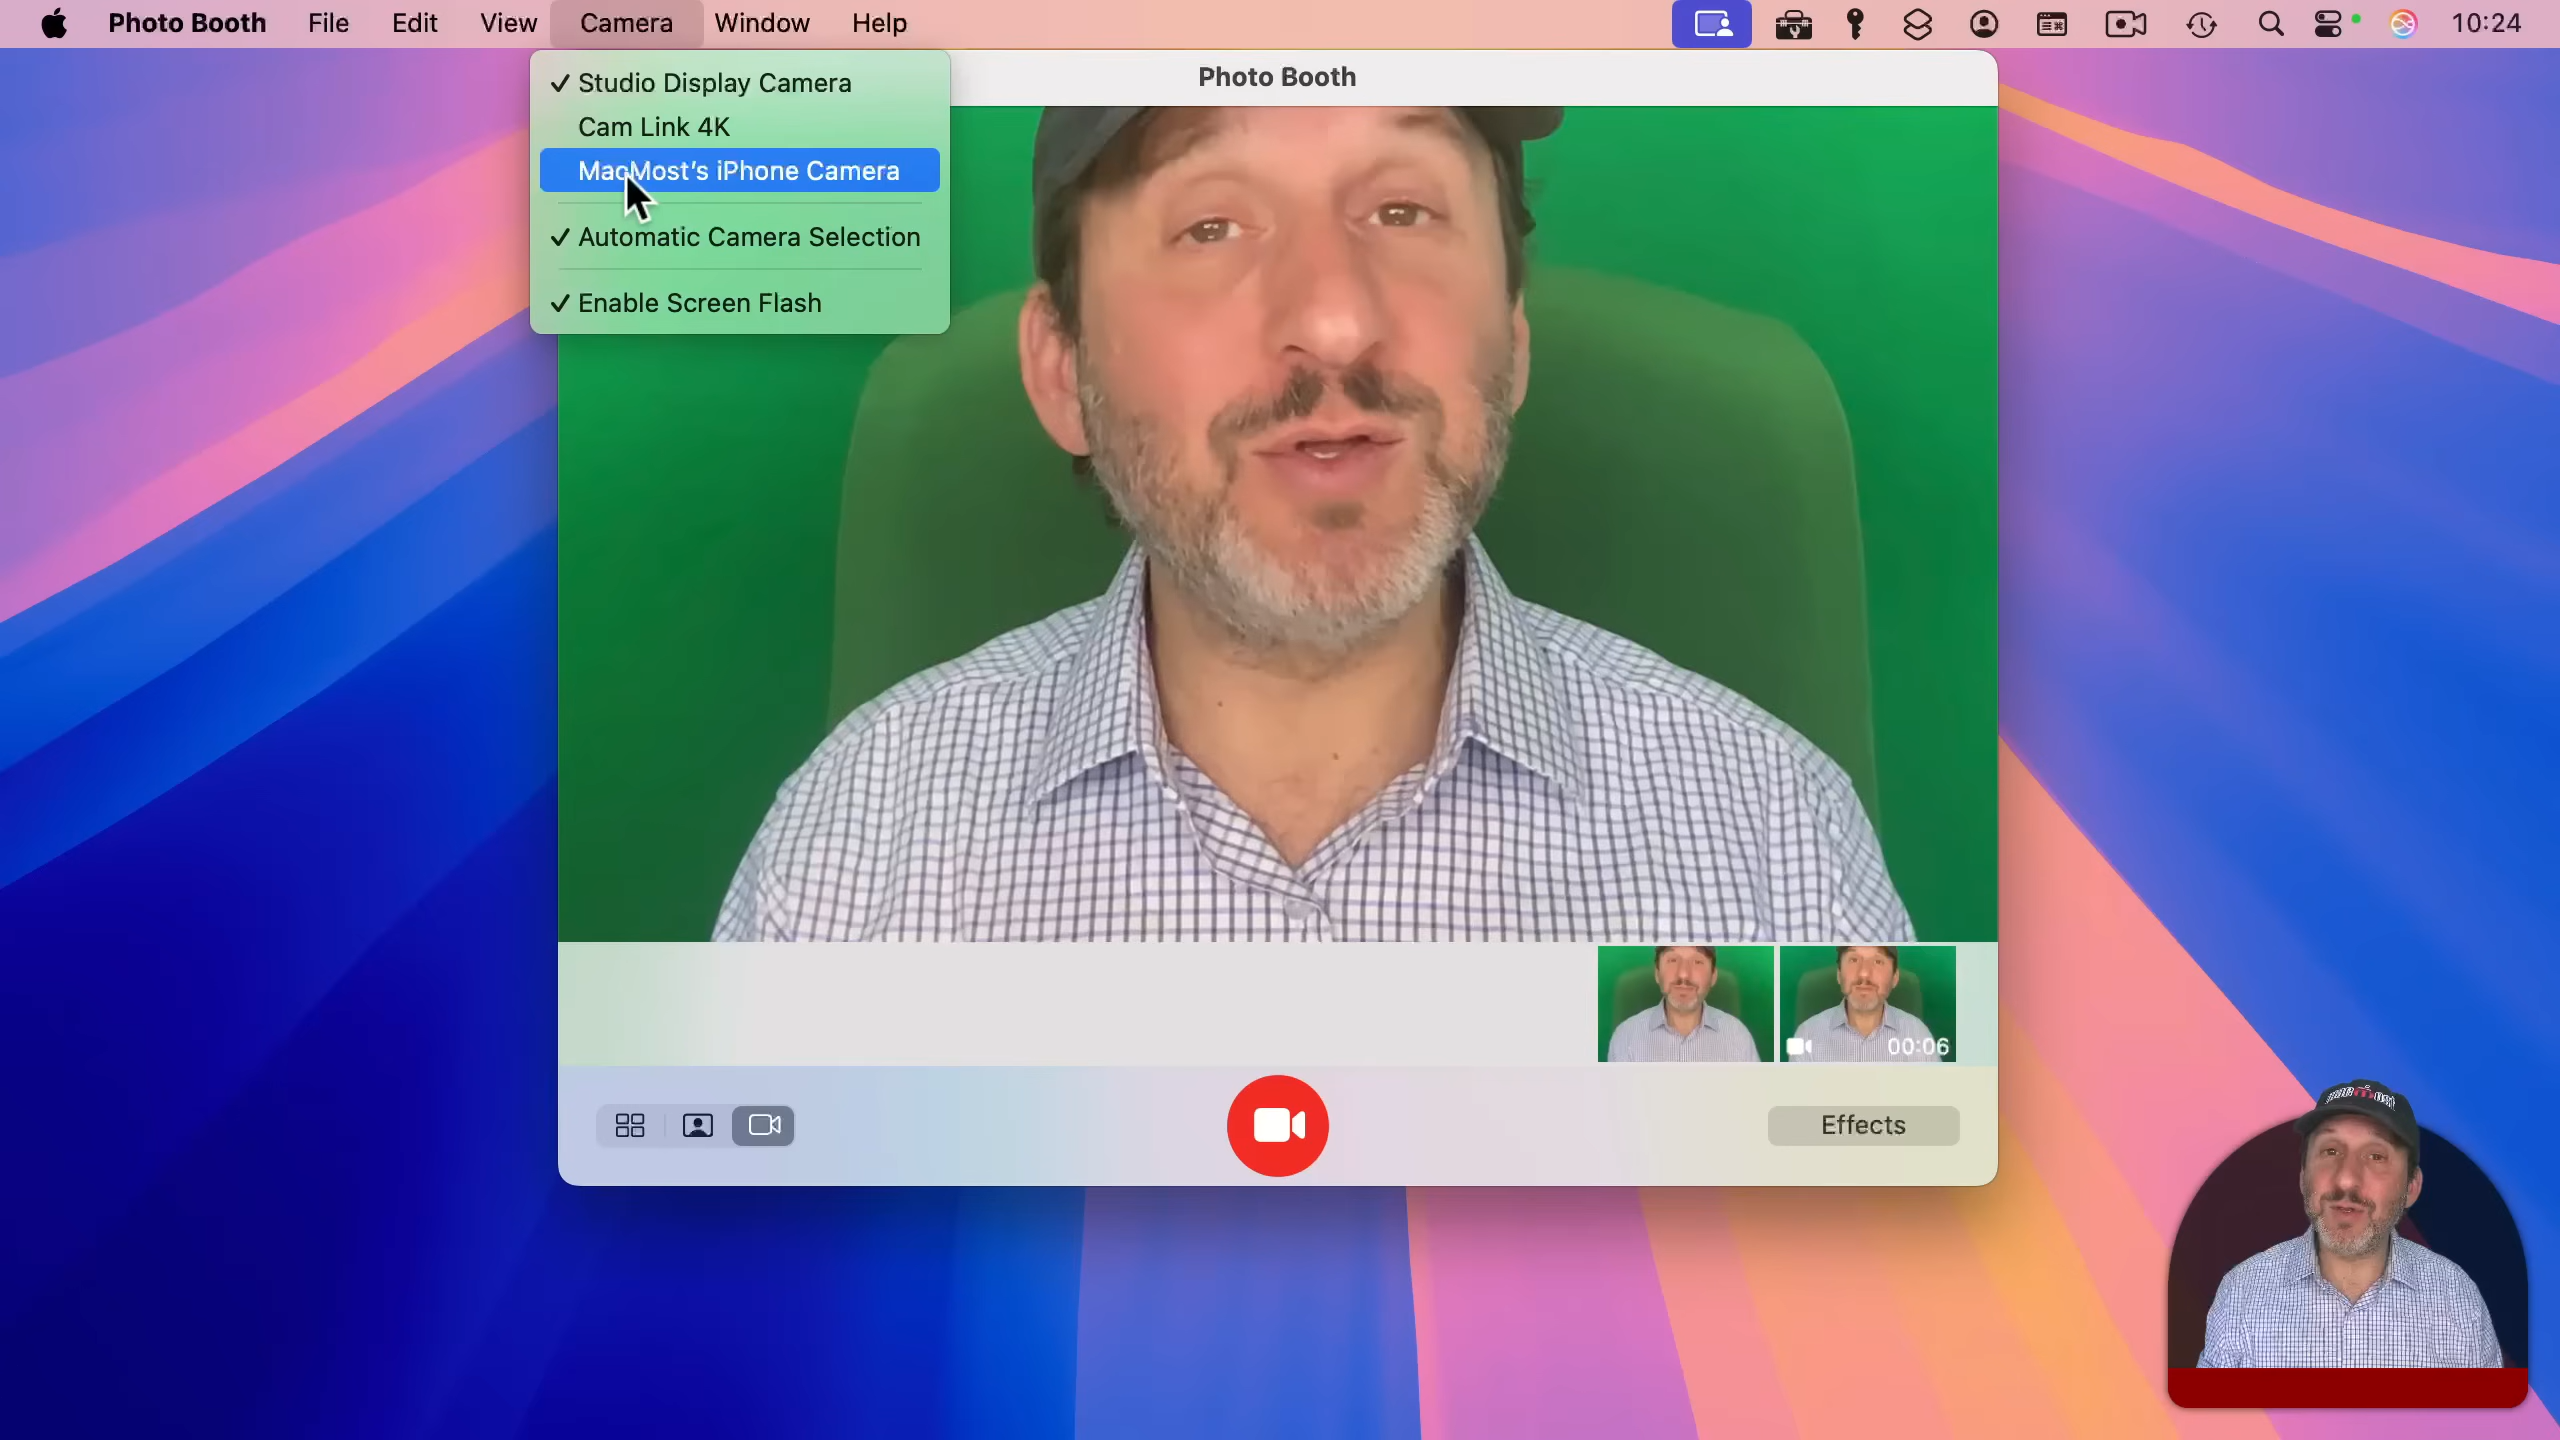 Photo Booth File Edit View Camera Window Help 10:24
✓ Studio Display Camera
Cam Link 4K
MacMost's iPhone Camera
✓ Automatic Camera Selection
✓ Enable Screen Flash
Photo Booth
00:06
Effects